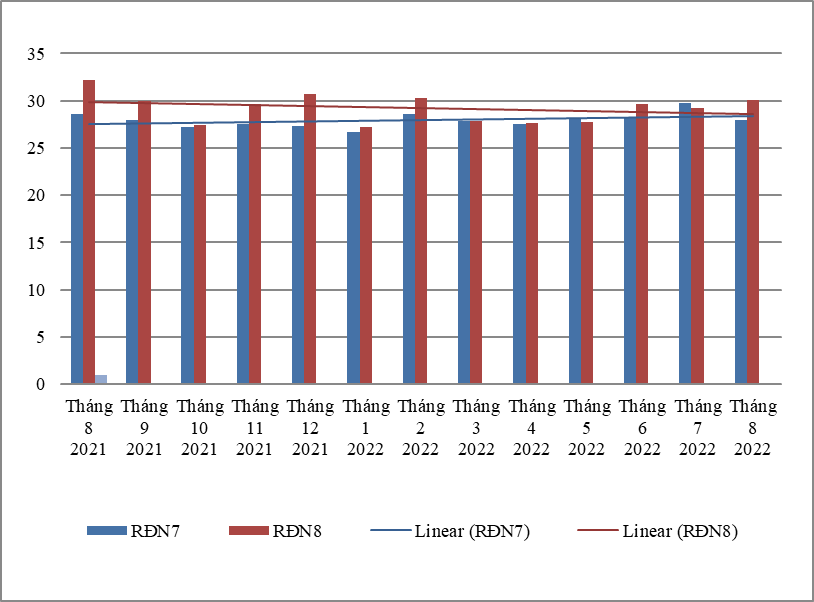 35
30
25
20
15
10
5
0
Tháng Tháng Tháng Tháng Tháng Tháng Tháng Tháng Tháng Tháng Tháng Tháng Tháng
8 9 10 11 12 1 2 3 4 5 6 7 8
2021 2021 2021 2021 2021 2022 2022 2022 2022 2022 2022 2022 2022
RĐN7 RĐN8 Linear (RĐN7) Linear (RĐN8)